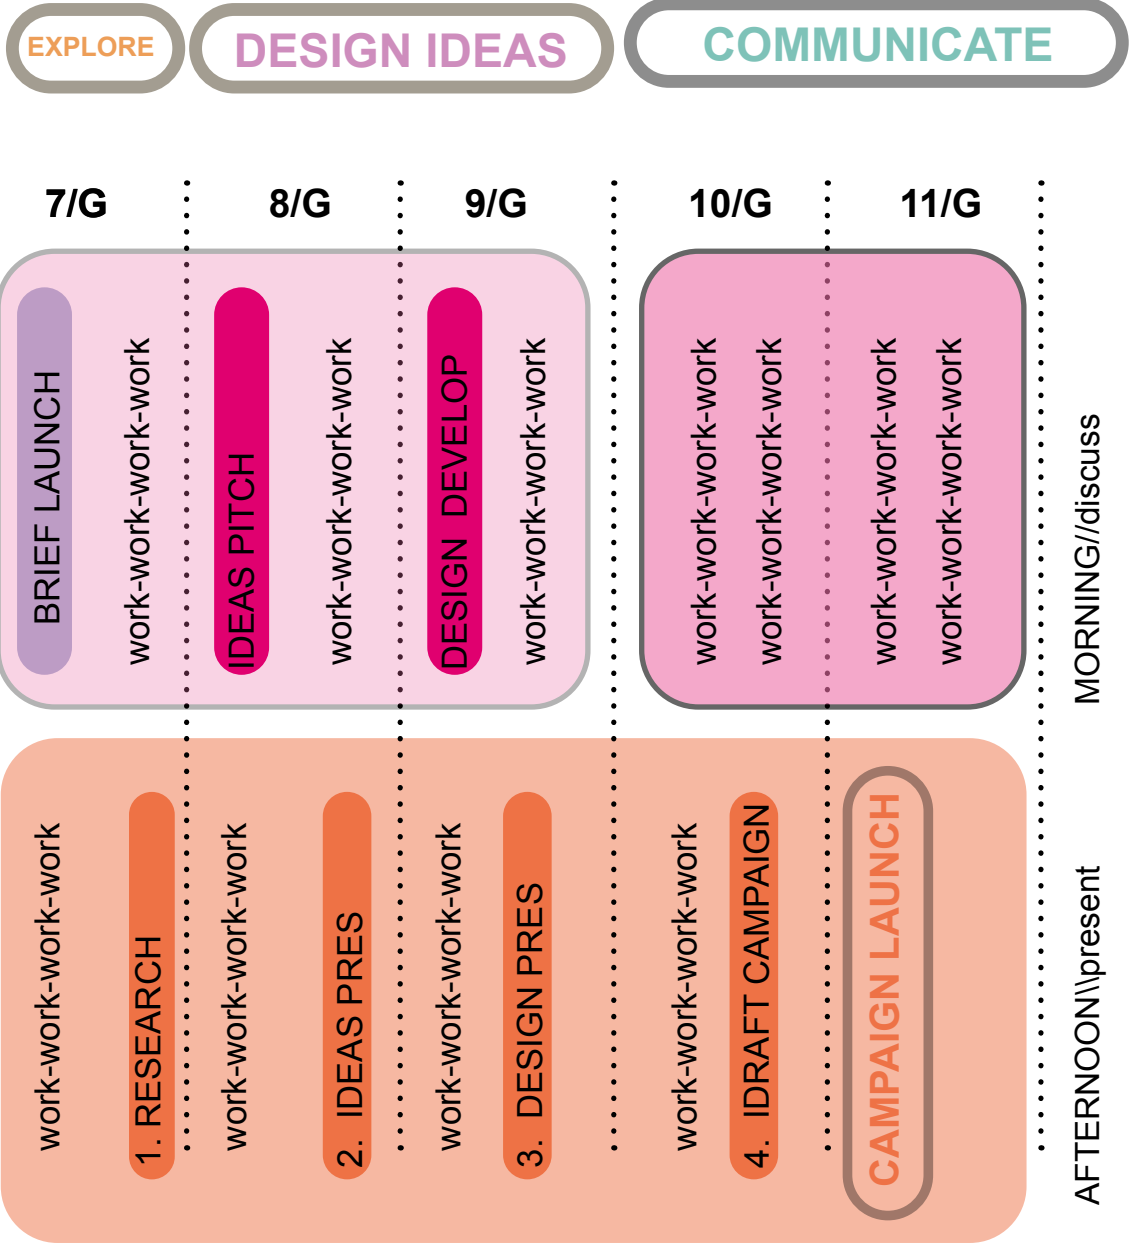 EXPLORE
DESIGN IDEAS
COMMUNICATE
7/G
8/G
9/G
10/G
11/G
BRIEF LAUNCH
work-work-work-work
IDEAS PITCH
work-work-work-work
DESIGN  DEVELOP
work-work-work-work
work-work-work-work
work-work-work-work
work-work-work-work
work-work-work-work
MORNING//discuss
work-work-work-work
1. RESEARCH
work-work-work-work
2.  IDEAS PRES
work-work-work-work
3.  DESIGN PRES
work-work-work-work
4.  IDRAFT CAMPAIGN
CAMPAIGN LAUNCH
AFTERNOON\\present